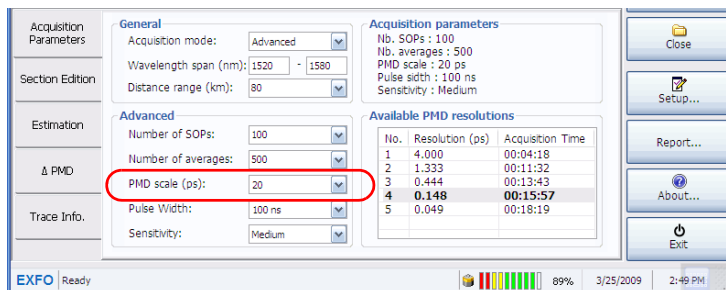 Acquisition
Parameters
Section Edition
Estimation
Δ PMD
Trace Info.
General
Acquisition mode: Advanced
Wavelength span (nm): 1520 - 1580
Distance range (km): 80
Advanced
Number of SOPs: 100
Number of averages: 500
PMD scale (ps): 20
Pulse Width: 100 ns
Sensitivity: Medium
Acquisition parameters
Nb. SOPs : 100
Nb. averages : 500
PMD scale : 20 ps
Pulse sidth : 100 ns
Sensitivity : Medium
Available PMD resolutions
No. Resolution (ps) Acquisition Time
1 4.000 00:04:18
2 1.333 00:11:32
3 0.444 00:13:43
4 0.148 00:15:57
5 0.049 00:18:19
Close
Setup...
Report...
About...
Exit
EXFO Ready 89% 3/25/2009 2:49 PM